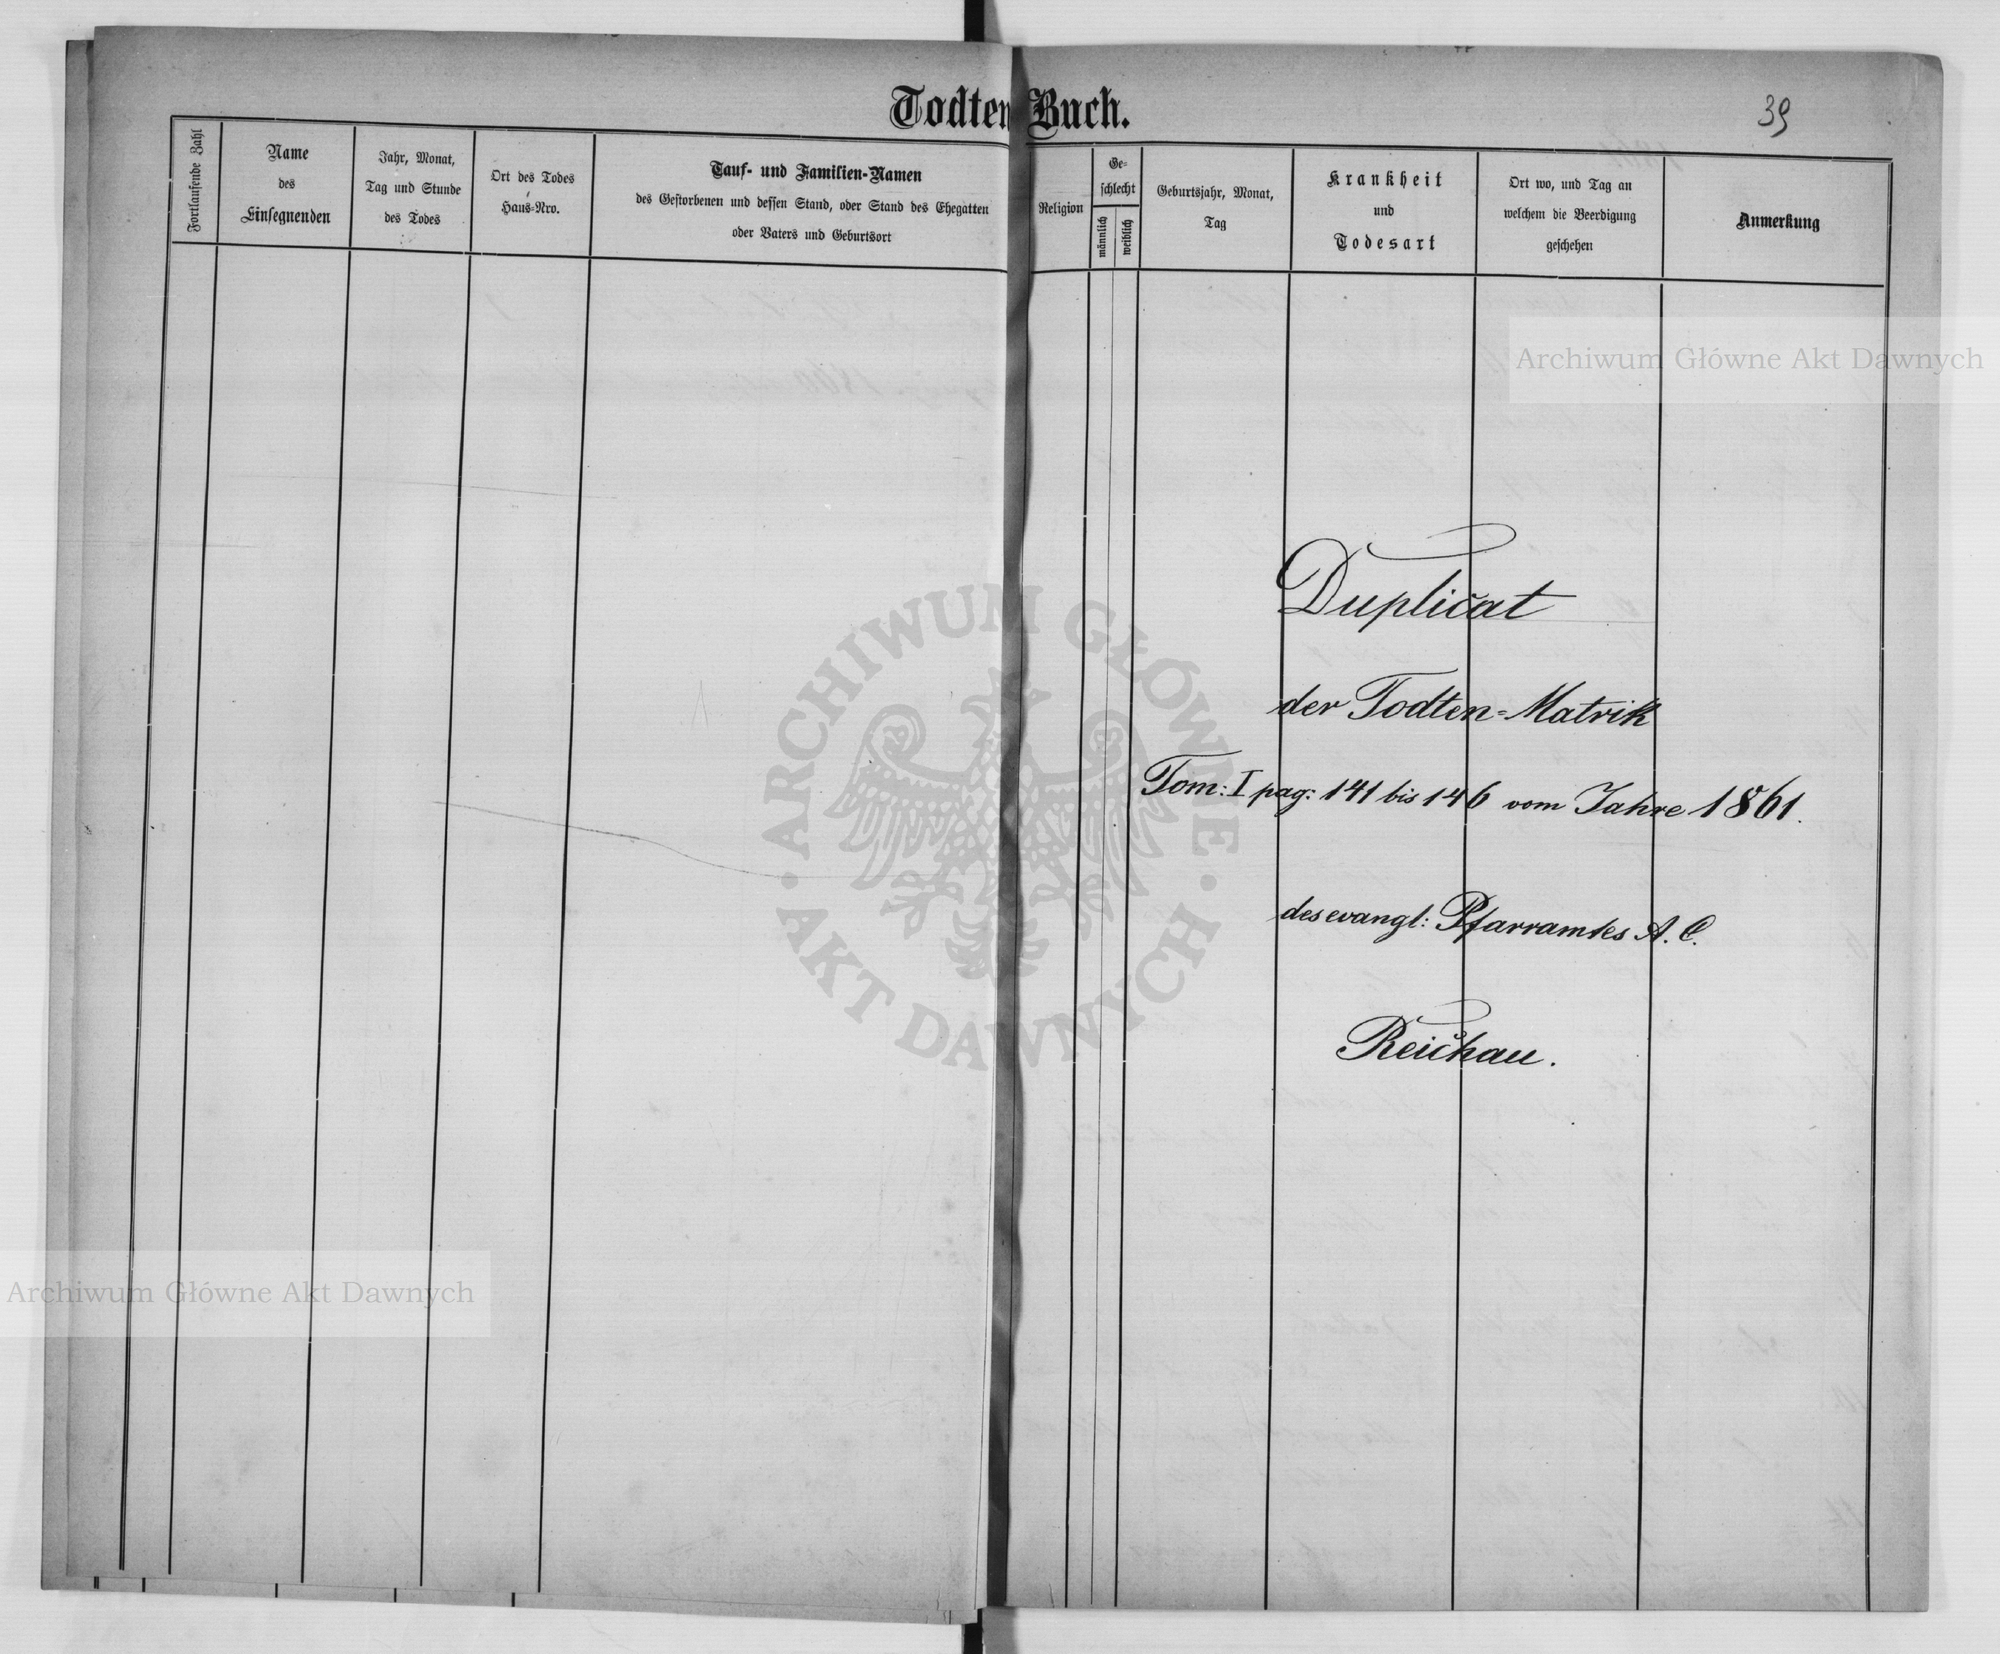 Todten Buch.
39
Fortlaufende Zahl
Name
des
Einsegnenden
Jahr, Monat,
Tag und Stunde
des Todes
Ort des Todes
Haus-Nro.
Tauf- und Familien-Namen
des Gestorbenen und dessen Stand, oder Stand des Ehegatten
oder Vaters und Geburtsort
Religion
Ge-
schlecht
männlich
weiblich
Geburtsjahr, Monat,
Tag
Krankheit
und
Todesart
Ort wo, und Tag an
welchem die Beerdigung
geschehen
Anmerkung
Archiwum Główne Akt Dawnych
Duplicat
der Todten-Matrik
Tom: I pag: 141 bis 146 vom Jahre 1861.
des evangl: Pfarramtes A. C.
Reichau.
ARCHIWUM GŁÓWNE
AKT DAWNYCH
Archiwum Główne Akt Dawnych